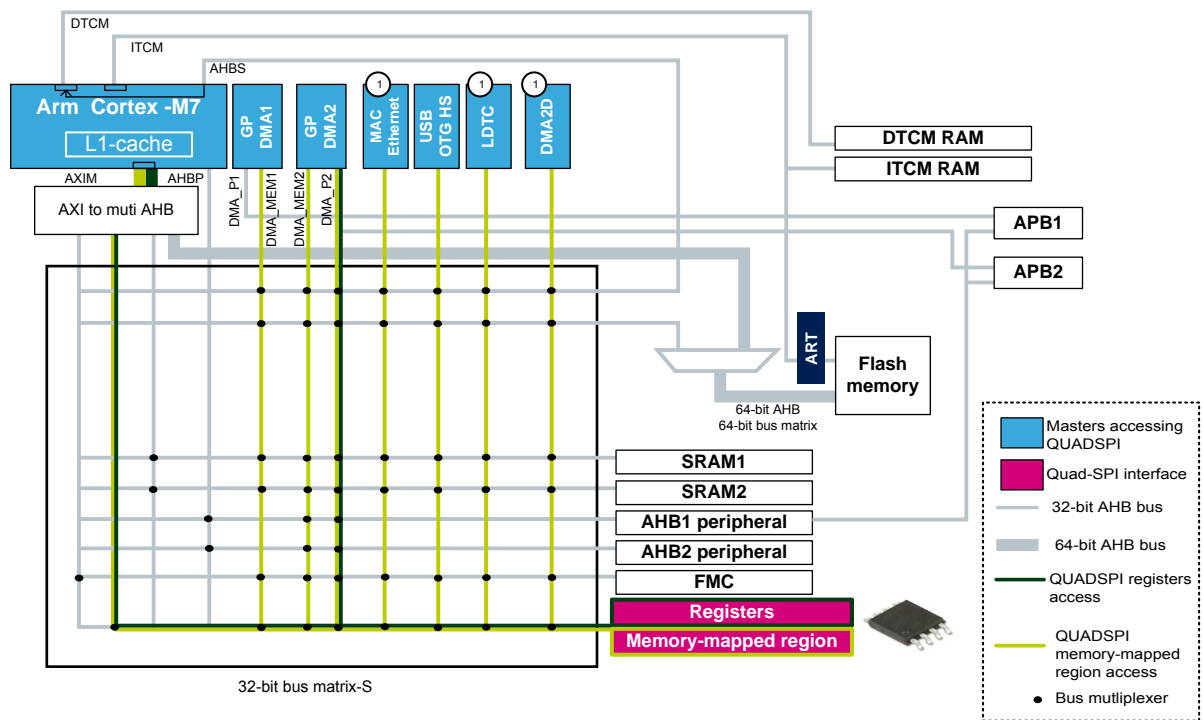 DTCM
ITCM
AHBS
Arm Cortex -M7
L1-cache
GP
DMA1
GP
DMA2
1
MAC
Ethernet
USB
OTG HS
1
LDTC
1
DMA2D
DTCM RAM
ITCM RAM
AXIM
AHBP
DMA_P1
DMA_MEM1
DMA_MEM2
DMA_P2
AXI to muti AHB
APB1
APB2
ART
Flash
memory
64-bit AHB
64-bit bus matrix
SRAM1
SRAM2
AHB1 peripheral
AHB2 peripheral
FMC
Registers
Memory-mapped region
32-bit bus matrix-S
Masters accessing
QUADSPI
Quad-SPI interface
32-bit AHB bus
64-bit AHB bus
QUADSPI registers
access
QUADSPI
memory-mapped
region access
Bus mutliplexer